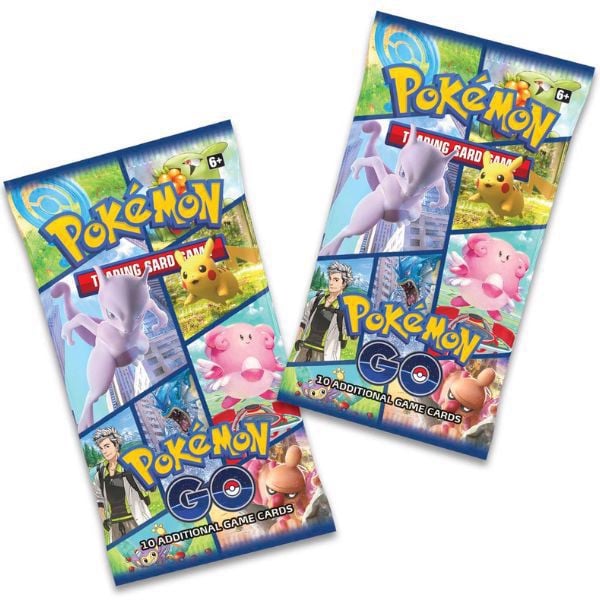 6+
POKÉMON
TRADING CARD GAME
POKÉMON
GO
10 ADDITIONAL GAME CARDS
6+
POKÉMON
TRADING CARD GAME
POKÉMON
GO
10 ADDITIONAL GAME CARDS